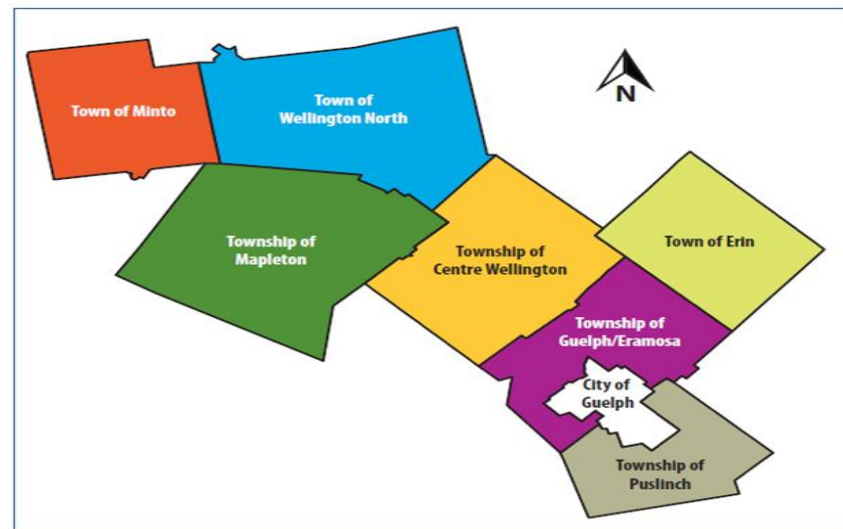 Town of Minto
Town of
Wellington North
N
Township of
Mapleton
Township of
Centre Wellington
Town of Erin
Township of
Guelph/Eramosa
City of
Guelph
Township of
Puslinch